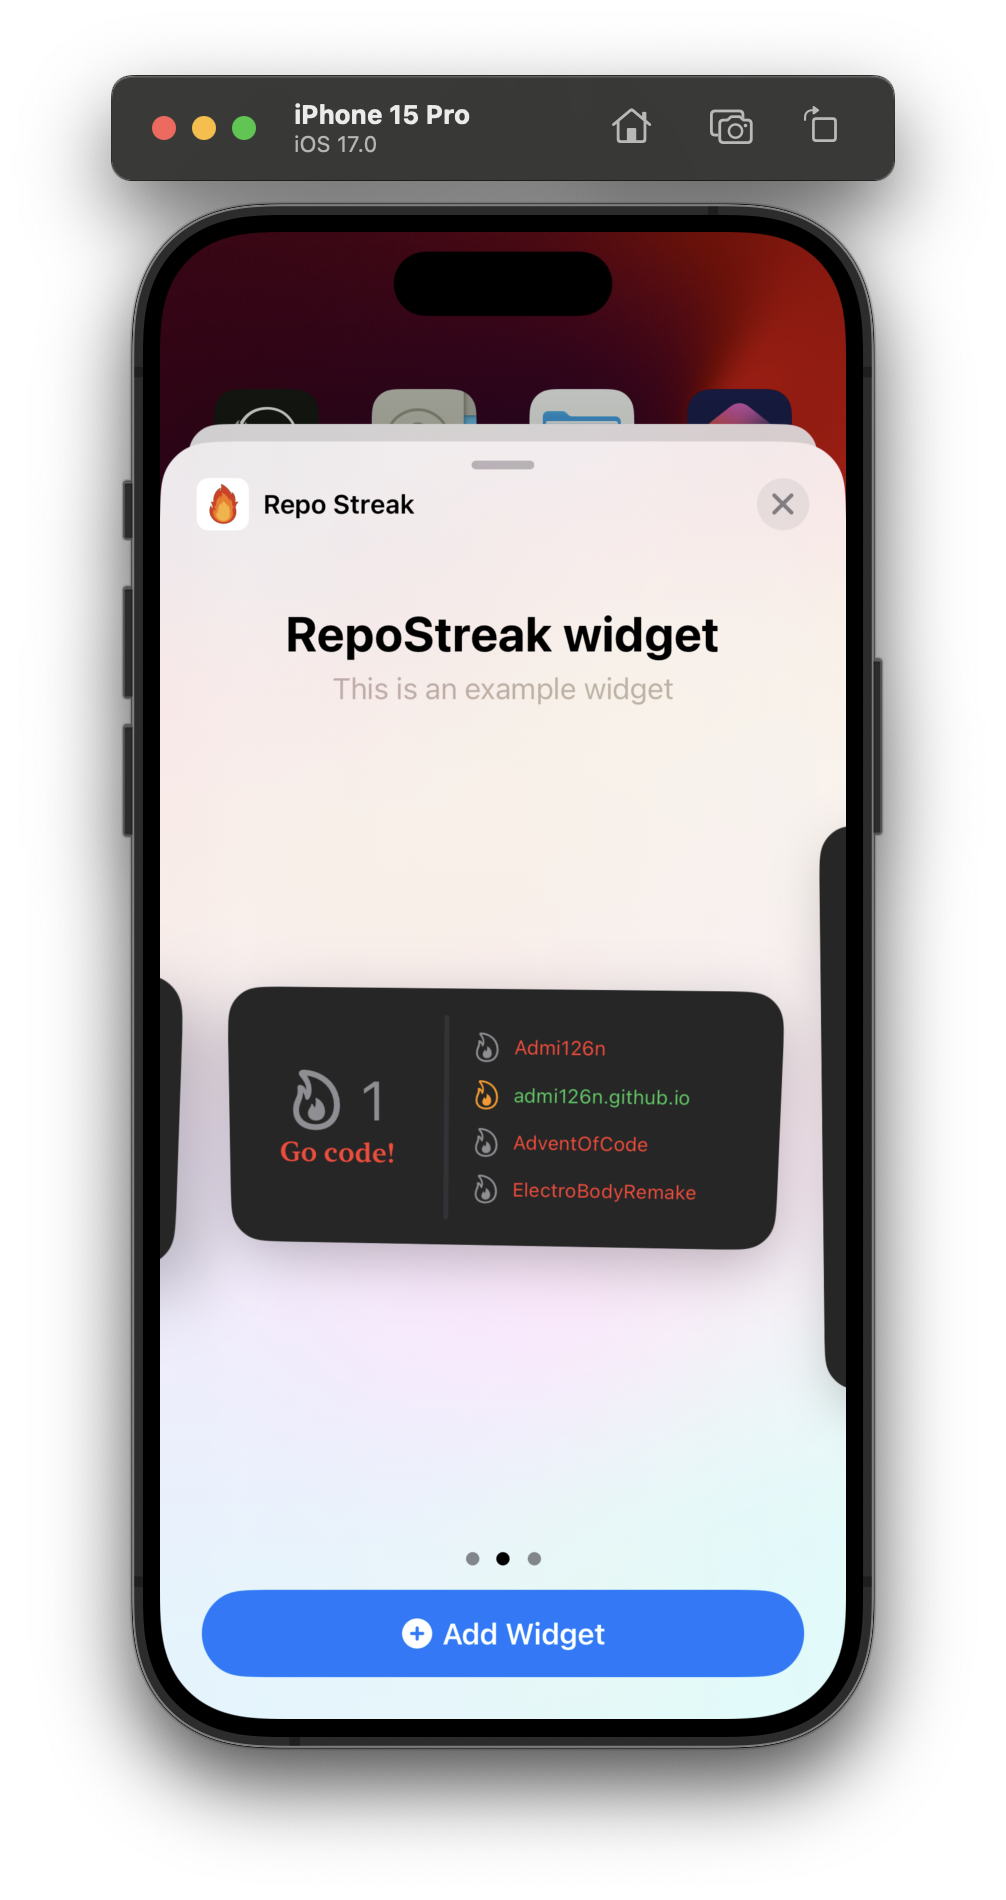 iPhone 15 Pro
iOS 17.0
Repo Streak
RepoStreak widget
This is an example widget
1
Go code!
Admi126n
admi126n.github.io
AdventOfCode
ElectroBodyRemake
Add Widget